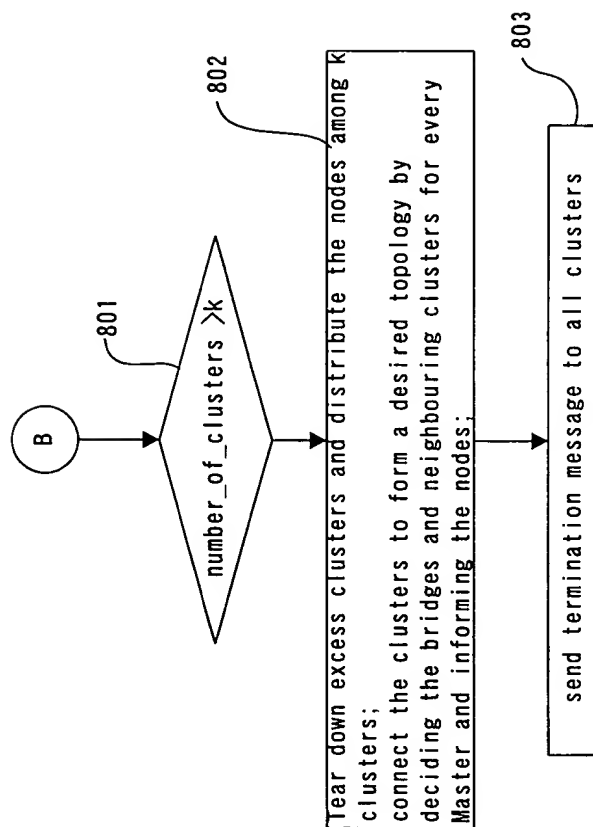 B
801
number_of_clusters >k
802
Tear down excess clusters and distribute the nodes among k
clusters;
connect the clusters to form a desired topology by
deciding the bridges and neighbouring clusters for every
Master and informing the nodes;
803
send termination message to all clusters